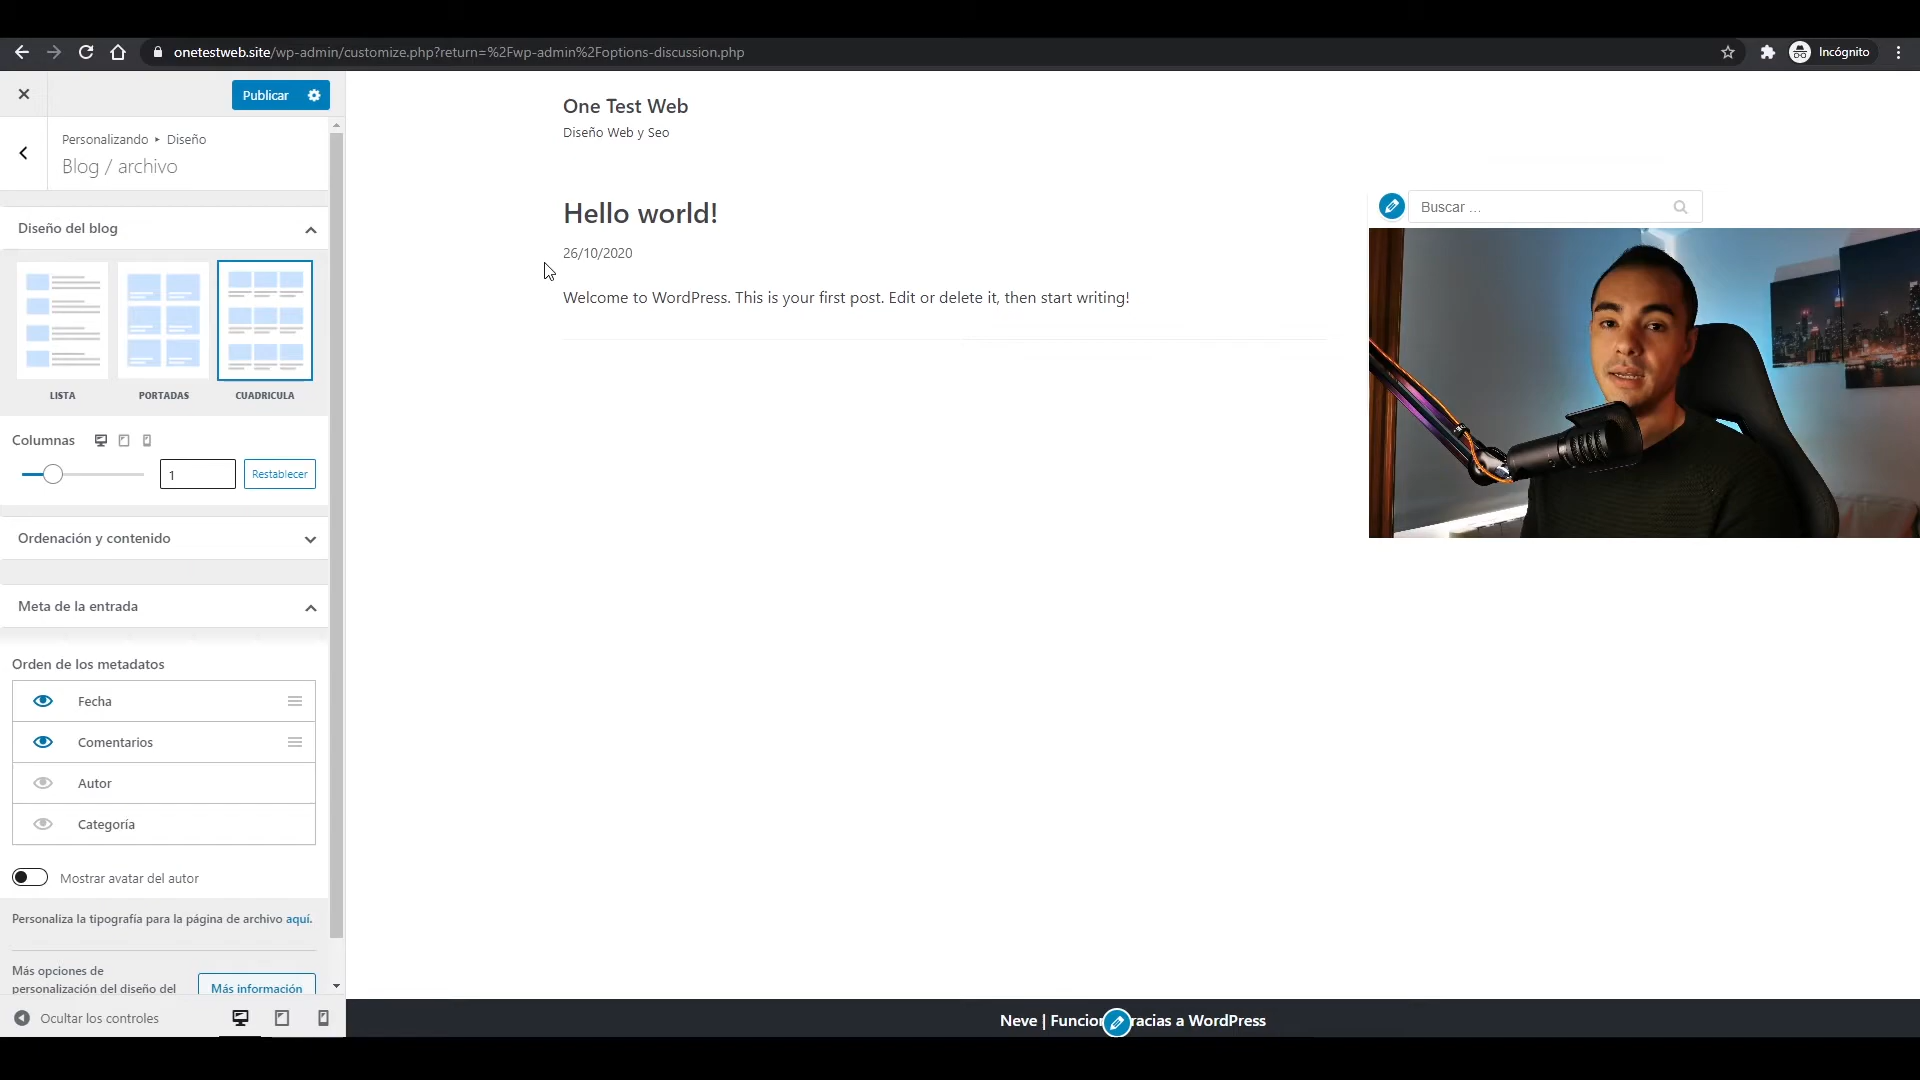 onetestweb.site/wp-admin/customize.php?return=%2Fwp-admin%2Foptions-discussion.php
Incógnito
Publicar
Personalizando ▸ Diseño
Blog / archivo
Diseño del blog
LISTA
PORTADAS
CUADRICULA
Columnas
1
Restablecer
Ordenación y contenido
Meta de la entrada
Orden de los metadatos
Fecha
Comentarios
Autor
Categoría
Mostrar avatar del autor
Personaliza la tipografía para la página de archivo aquí.
Más opciones de
personalización del diseño del
Más información
Ocultar los controles
One Test Web
Diseño Web y Seo
Hello world!
26/10/2020
Welcome to WordPress. This is your first post. Edit or delete it, then start writing!
Buscar ...
Neve | Funcion racias a WordPress